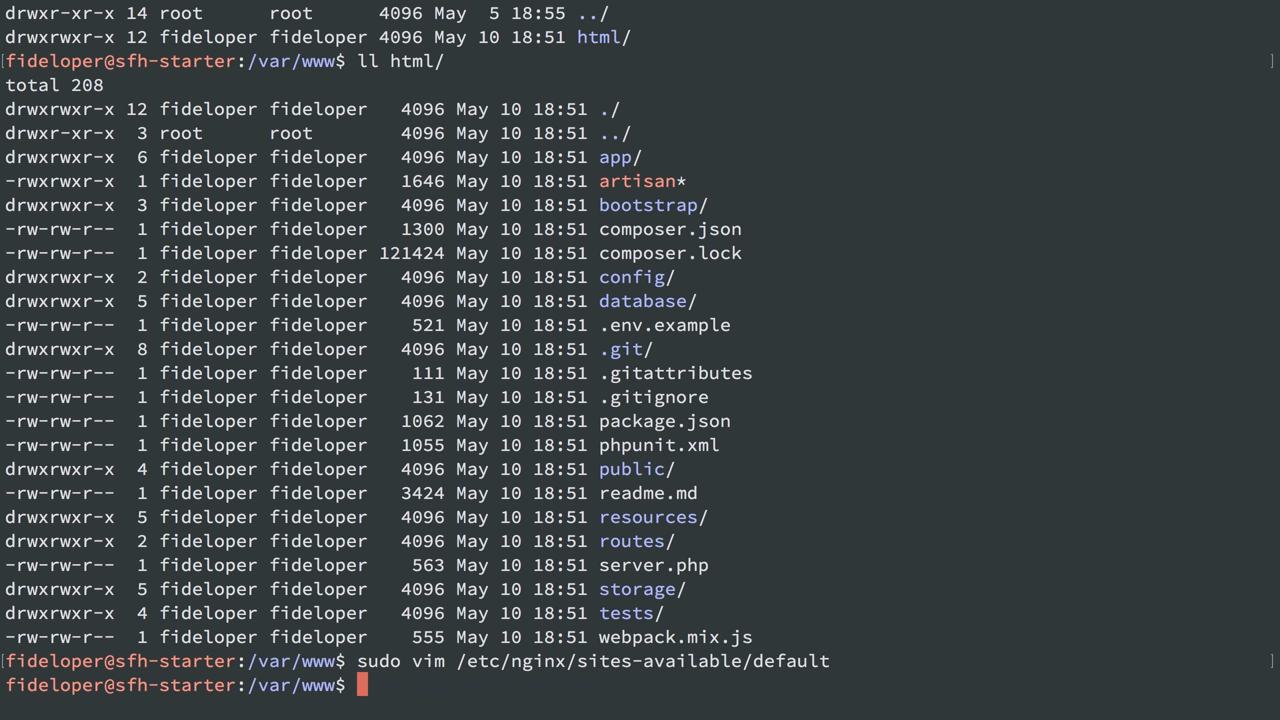 drwxr-xr-x 14 root      root      4096 May  5 18:55 ../
drwxr-xr-x 12 fideloper fideloper 4096 May 10 18:51 html/
[fideloper@sfh-starter:/var/www$ ll html/ ]
total 208
drwxrwxr-x 12 fideloper fideloper   4096 May 10 18:51 ./
drwxr-xr-x  3 root      root        4096 May 10 18:51 ../
drwxrwxr-x  6 fideloper fideloper   4096 May 10 18:51 app/
-rwxrwxr-x  1 fideloper fideloper   1646 May 10 18:51 artisan*
drwxrwxr-x  3 fideloper fideloper   4096 May 10 18:51 bootstrap/
-rw-rw-r--  1 fideloper fideloper   1300 May 10 18:51 composer.json
-rw-rw-r--  1 fideloper fideloper 121424 May 10 18:51 composer.lock
drwxrwxr-x  2 fideloper fideloper   4096 May 10 18:51 config/
drwxrwxr-x  5 fideloper fideloper   4096 May 10 18:51 database/
-rw-rw-r--  1 fideloper fideloper    521 May 10 18:51 .env.example
drwxrwxr-x  8 fideloper fideloper   4096 May 10 18:51 .git/
-rw-rw-r--  1 fideloper fideloper    111 May 10 18:51 .gitattributes
-rw-rw-r--  1 fideloper fideloper    131 May 10 18:51 .gitignore
-rw-rw-r--  1 fideloper fideloper   1062 May 10 18:51 package.json
-rw-rw-r--  1 fideloper fideloper   1055 May 10 18:51 phpunit.xml
drwxrwxr-x  4 fideloper fideloper   4096 May 10 18:51 public/
-rw-rw-r--  1 fideloper fideloper   3424 May 10 18:51 readme.md
drwxrwxr-x  5 fideloper fideloper   4096 May 10 18:51 resources/
drwxrwxr-x  2 fideloper fideloper   4096 May 10 18:51 routes/
-rw-rw-r--  1 fideloper fideloper    563 May 10 18:51 server.php
drwxrwxr-x  5 fideloper fideloper   4096 May 10 18:51 storage/
drwxrwxr-x  4 fideloper fideloper   4096 May 10 18:51 tests/
-rw-rw-r--  1 fideloper fideloper    555 May 10 18:51 webpack.mix.js
[fideloper@sfh-starter:/var/www$ sudo vim /etc/nginx/sites-available/default ]
fideloper@sfh-starter:/var/www$